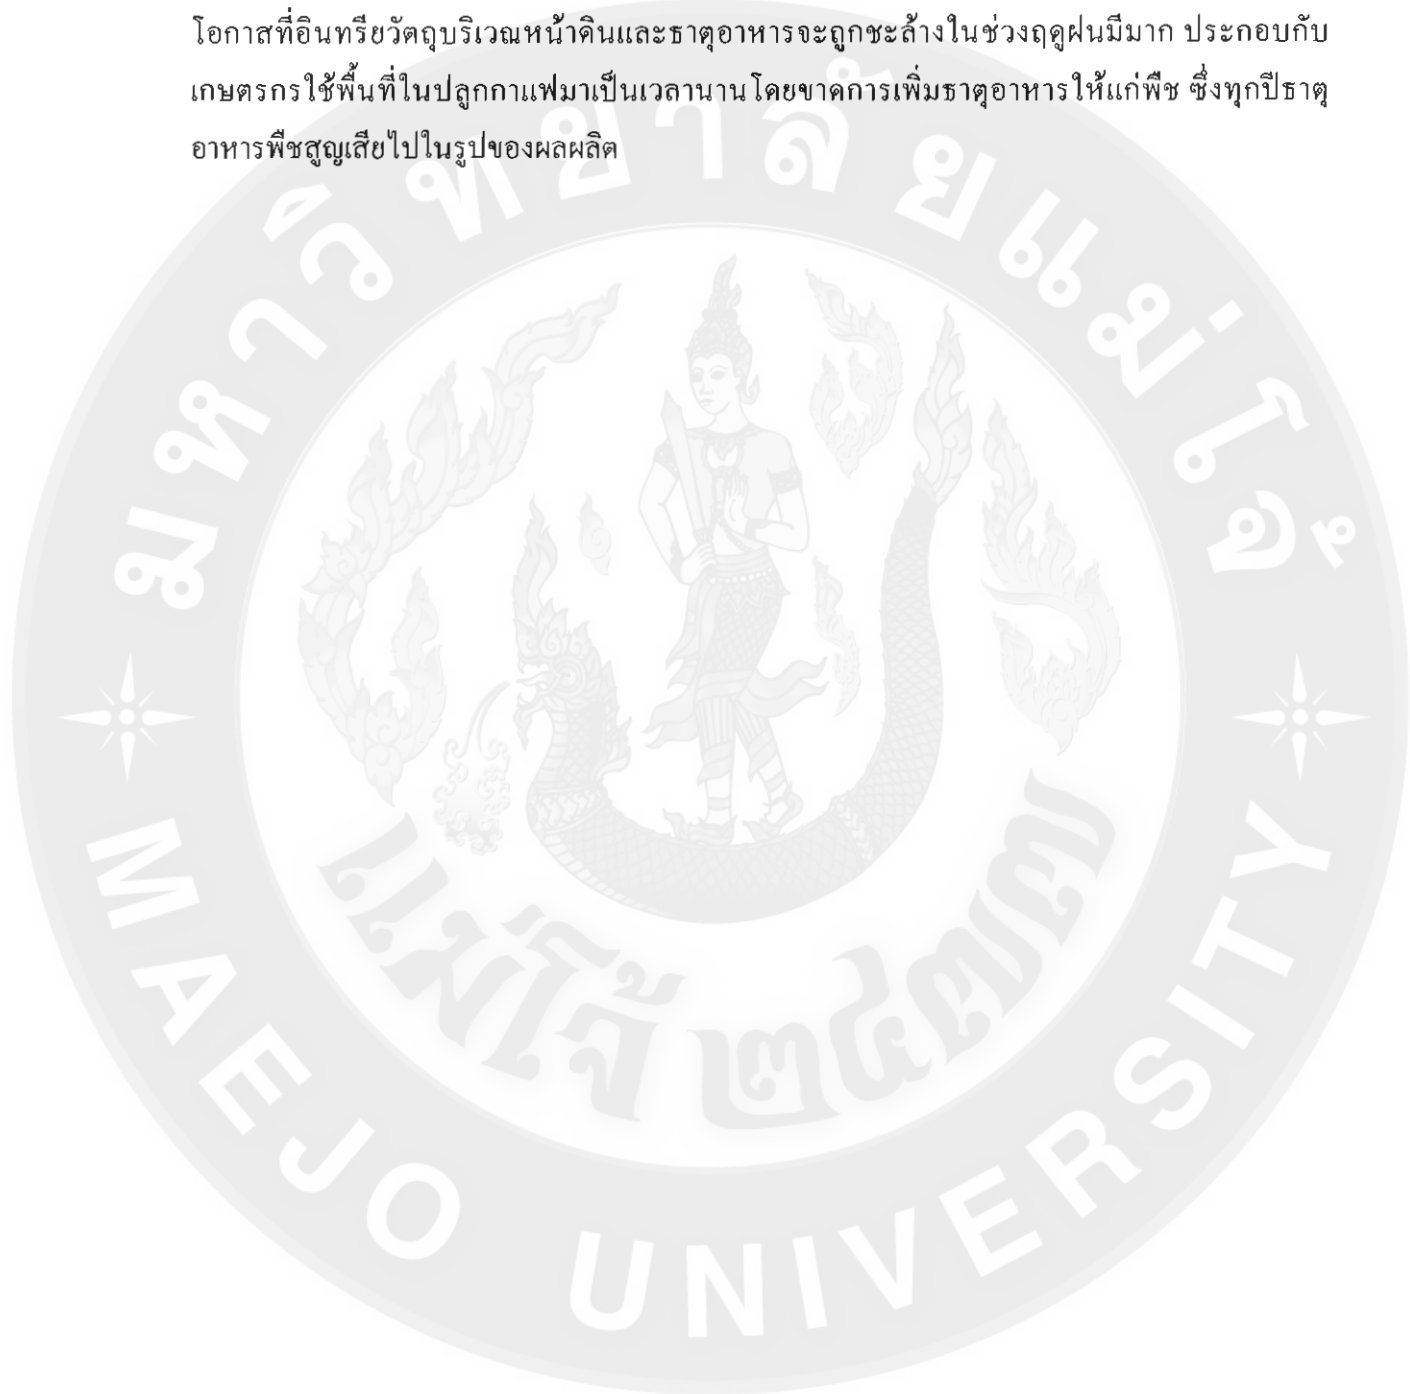 โอกาสที่อินทรียวัตถุบริเวณหน้าดินและธาตุอาหารจะถูกชะล้างในช่วงฤดูฝนมีมาก ประกอบกับ
เกษตรกรใช้พื้นที่ในปลูกกาแฟมาเป็นเวลานานโดยขาดการเพิ่มธาตุอาหารให้แก่พืช ซึ่งทุกปีธาตุ
อาหารพืชสูญเสียไปในรูปของผลผลิต
มหาวิทยาลัยแม่โจ้
แม่โจ้ ๒๔๗๗
MAEJO UNIVERSITY